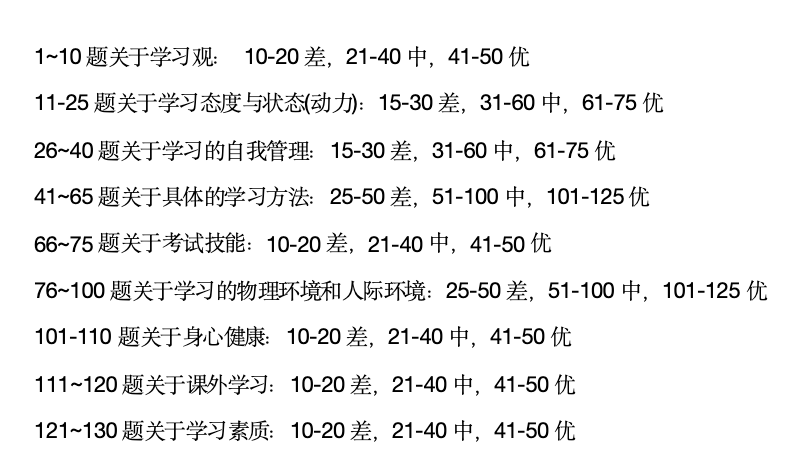 1~10 题关于学习观： 10-20 差，21-40 中，41-50 优
11-25 题关于学习态度与状态(动力)：15-30 差，31-60 中，61-75 优
26~40 题关于学习的自我管理：15-30 差，31-60 中，61-75 优
41~65 题关于具体的学习方法：25-50 差，51-100 中，101-125 优
66~75 题关于考试技能：10-20 差，21-40 中，41-50 优
76~100 题关于学习的物理环境和人际环境：25-50 差，51-100 中，101-125 优
101-110 题关于身心健康：10-20 差，21-40 中，41-50 优
111~120 题关于课外学习：10-20 差，21-40 中，41-50 优
121~130 题关于学习素质：10-20 差，21-40 中，41-50 优